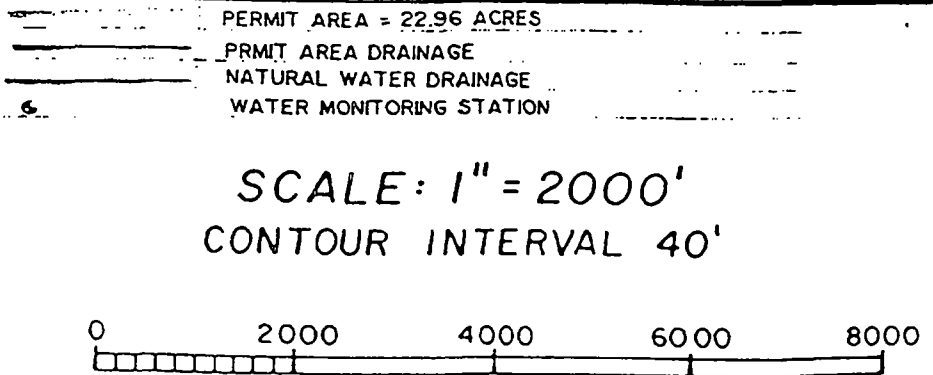 PERMIT AREA = 22.96 ACRES
PRMIT AREA DRAINAGE
NATURAL WATER DRAINAGE
6 WATER MONITORING STATION
SCALE: 1" = 2000'
CONTOUR INTERVAL 40'
0 2000 4000 6000 8000